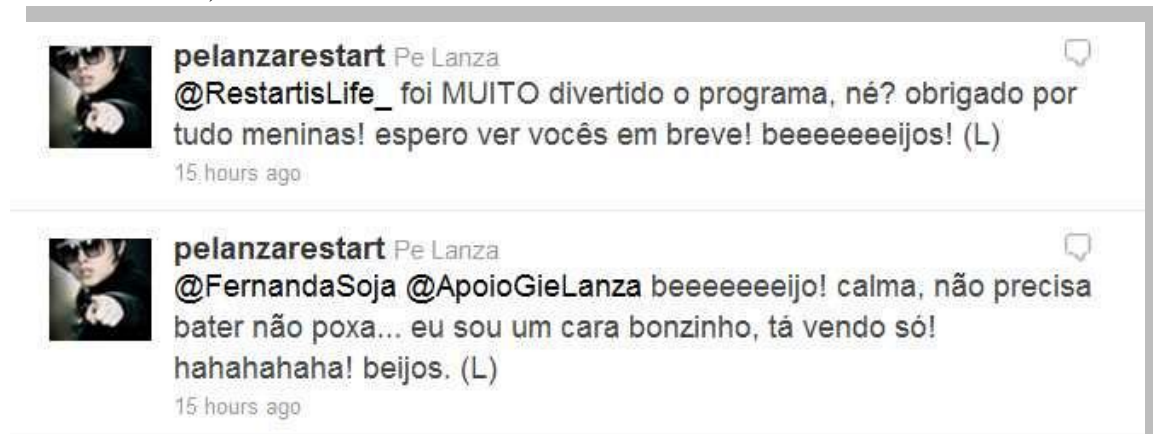 pelanzarestart Pe Lanza
@RestartisLife_ foi MUITO divertido o programa, né? obrigado por
tudo meninas! espero ver vocês em breve! beeeeeeeijos! (L)
15 hours ago
pelanzarestart Pe Lanza
@FernandaSoja @ApoioGieLanza beeeeeeeijo! calma, não precisa
bater não poxa... eu sou um cara bonzinho, tá vendo só!
hahahahaha! beijos. (L)
15 hours ago